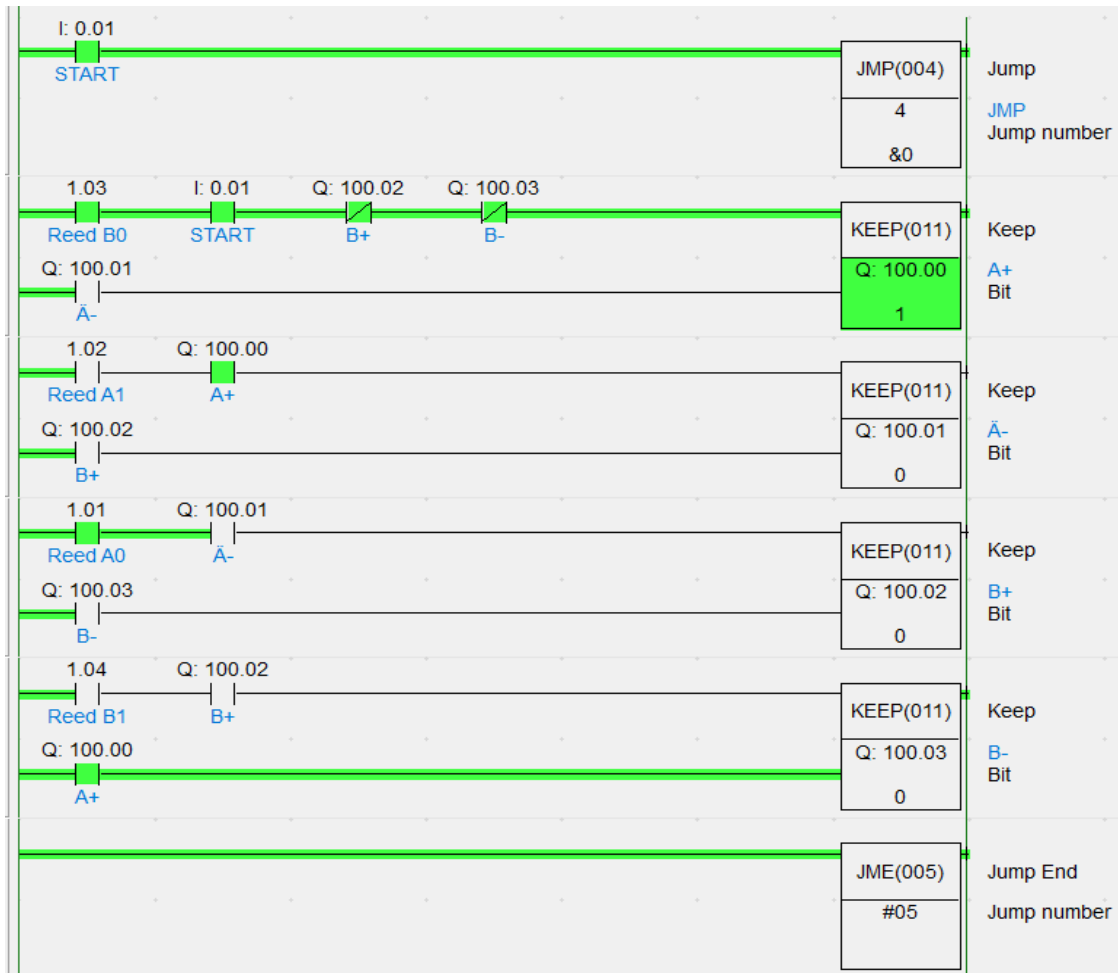 I: 0.01
START
JMP(004)
Jump
4
JMP
Jump number
&0
1.03 I: 0.01 Q: 100.02 Q: 100.03
Reed B0 START B+ B-
KEEP(011)
Keep
Q: 100.01
Q: 100.00
A+
Bit
Ä-
1
1.02 Q: 100.00
Reed A1 A+
KEEP(011)
Keep
Q: 100.02
Q: 100.01
Ä-
Bit
B+
0
1.01 Q: 100.01
Reed A0 Ä-
KEEP(011)
Keep
Q: 100.03
Q: 100.02
B+
Bit
B-
0
1.04 Q: 100.02
Reed B1 B+
KEEP(011)
Keep
Q: 100.00
Q: 100.03
B-
Bit
A+
0
JME(005)
Jump End
#05
Jump number